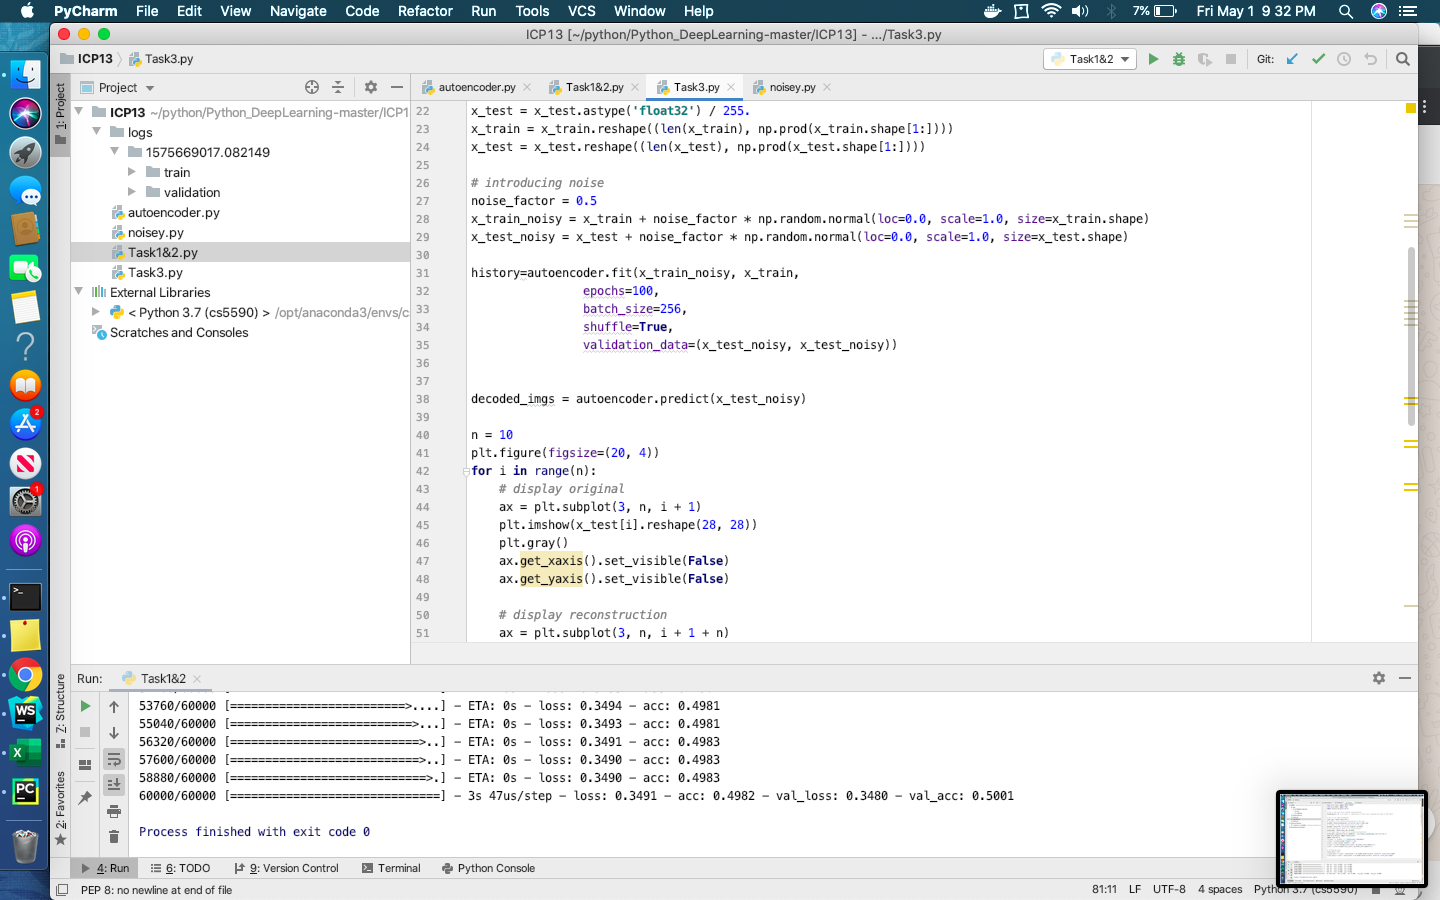 PyCharm File Edit View Navigate Code Refactor Run Tools VCS Window Help 7% Fri May 1 9 32 PM
ICP13 [~/python/Python_DeepLearning-master/ICP13] - .../Task3.py
ICP13 Task3.py Task1&2 Git:
1: Project
Project
autoencoder.py Task1&2.py Task3.py noisey.py
ICP13 ~/python/Python_DeepLearning-master/ICP1
logs
1575669017.082149
train
validation
autoencoder.py
noisey.py
Task1&2.py
Task3.py
External Libraries
< Python 3.7 (cs5590) > /opt/anaconda3/envs/c
Scratches and Consoles
22 x_test = x_test.astype('float32') / 255.
23 x_train = x_train.reshape((len(x_train), np.prod(x_train.shape[1:])))
24 x_test = x_test.reshape((len(x_test), np.prod(x_test.shape[1:])))
25
26 # introducing noise
27 noise_factor = 0.5
28 x_train_noisy = x_train + noise_factor * np.random.normal(loc=0.0, scale=1.0, size=x_train.shape)
29 x_test_noisy = x_test + noise_factor * np.random.normal(loc=0.0, scale=1.0, size=x_test.shape)
30
31 history=autoencoder.fit(x_train_noisy, x_train,
32 epochs=100,
33 batch_size=256,
34 shuffle=True,
35 validation_data=(x_test_noisy, x_test_noisy))
36
37
38 decoded_imgs = autoencoder.predict(x_test_noisy)
39
40 n = 10
41 plt.figure(figsize=(20, 4))
42 for i in range(n):
43 # display original
44 ax = plt.subplot(3, n, i + 1)
45 plt.imshow(x_test[i].reshape(28, 28))
46 plt.gray()
47 ax.get_xaxis().set_visible(False)
48 ax.get_yaxis().set_visible(False)
49
50 # display reconstruction
51 ax = plt.subplot(3, n, i + 1 + n)
2
1
WS
X
PC
Z: Structure
2: Favorites
Run: Task1&2
53760/60000 [=========================>....] - ETA: 0s - loss: 0.3494 - acc: 0.4981
55040/60000 [==========================>...] - ETA: 0s - loss: 0.3493 - acc: 0.4981
56320/60000 [===========================>..] - ETA: 0s - loss: 0.3491 - acc: 0.4983
57600/60000 [===========================>..] - ETA: 0s - loss: 0.3490 - acc: 0.4983
58880/60000 [============================>.] - ETA: 0s - loss: 0.3490 - acc: 0.4983
60000/60000 [==============================] - 3s 47us/step - loss: 0.3491 - acc: 0.4982 - val_loss: 0.3480 - val_acc: 0.5001
Process finished with exit code 0
4: Run 6: TODO 9: Version Control Terminal Python Console
PEP 8: no newline at end of file 81:11 LF UTF-8 4 spaces Python 3.7 (cs5590)